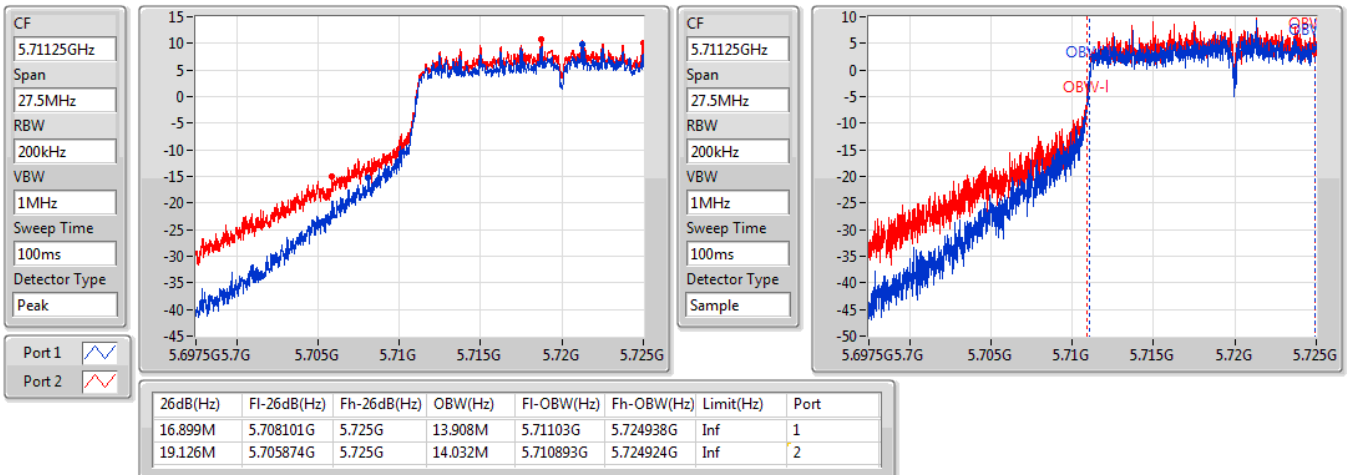 CF
5.71125GHz
Span
27.5MHz
RBW
200kHz
VBW
1MHz
Sweep Time
100ms
Detector Type
Peak
15
10
5
0
-5
-10
-15
-20
-25
-30
-35
-40
-45
5.6975G 5.7G 5.705G 5.71G 5.715G 5.72G 5.725G
CF
5.71125GHz
Span
27.5MHz
RBW
200kHz
VBW
1MHz
Sweep Time
100ms
Detector Type
Sample
10
5
0
-5
-10
-15
-20
-25
-30
-35
-40
-45
-50
OBW-l
5.6975G 5.7G 5.705G 5.71G 5.715G 5.72G 5.725G
Port 1
Port 2
26dB(Hz) Fl-26dB(Hz) Fh-26dB(Hz) OBW(Hz) Fl-OBW(Hz) Fh-OBW(Hz) Limit(Hz) Port
16.899M 5.708101G 5.725G 13.908M 5.71103G 5.724938G Inf 1
19.126M 5.705874G 5.725G 14.032M 5.710893G 5.724924G Inf 2